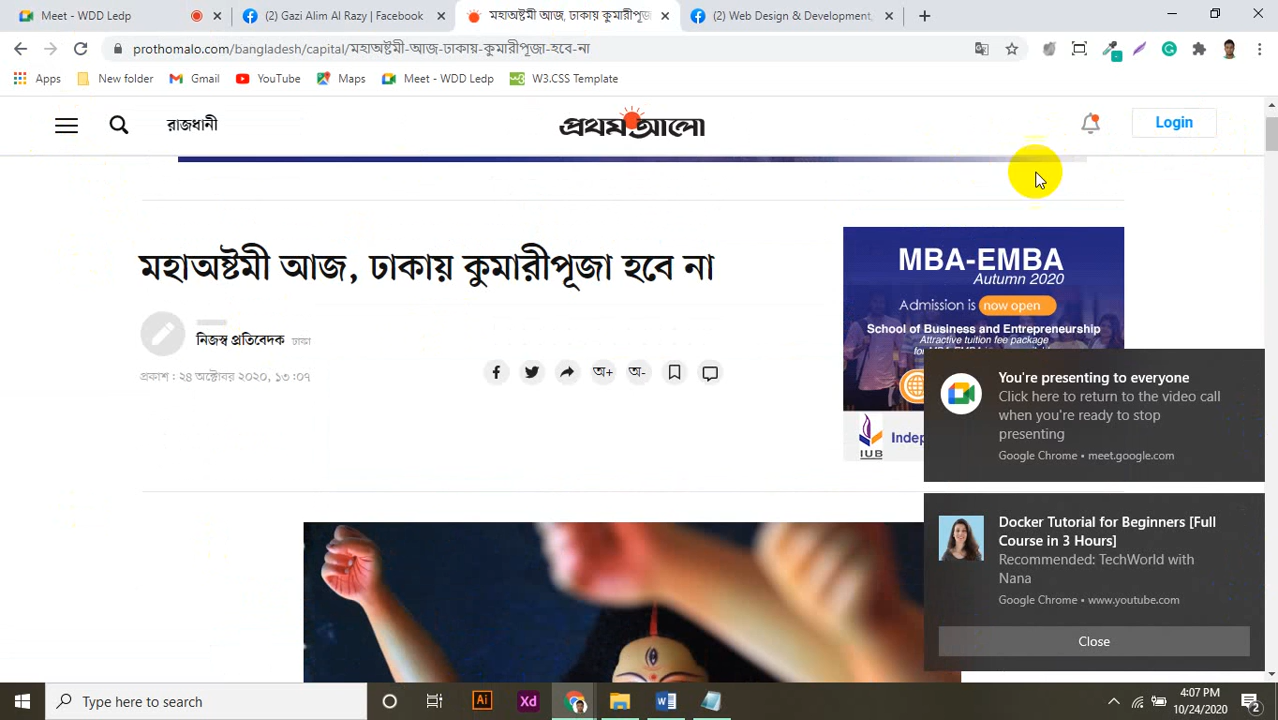 Meet - WDD Ledp
(2) Gazi Alim Al Razy | Facebook
মহাঅষ্টমী আজ, ঢাকায় কুমারীপূজ
(2) Web Design & Development,
prothomalo.com/bangladesh/capital/মহাঅষ্টমী-আজ-ঢাকায়-কুমারীপূজা-হবে-না
Apps
New folder
Gmail
YouTube
Maps
Meet - WDD Ledp
W3.CSS Template
রাজধানী
প্রথম আলো
Login
মহাঅষ্টমী আজ, ঢাকায় কুমারীপূজা হবে না
নিজস্ব প্রতিবেদক ঢাকা
প্রকাশ : ২৪ অক্টোবর ২০২০, ১৩: ০৭
অ+ অ-
MBA-EMBA
Autumn 2020
Admission is now open
School of Business and Entrepreneurship
Attractive tuition fee package
IUB
Indep
You're presenting to everyone
Click here to return to the video call
when you're ready to stop
presenting
Google Chrome • meet.google.com
Docker Tutorial for Beginners [Full
Course in 3 Hours]
Recommended: TechWorld with
Nana
Google Chrome • www.youtube.com
Close
Type here to search
Ai
Xd
4:07 PM
10/24/2020
2